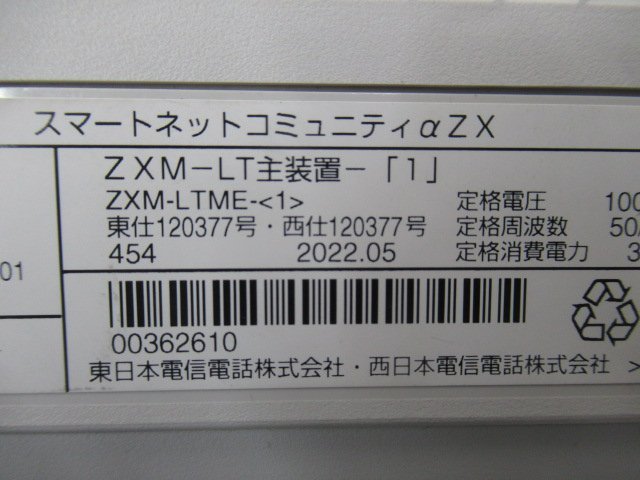 スマートネットコミュニティαZX
ZXM－LT主装置－「1」
ZXM-LTME-<1>
定格電圧 100
東仕120377号・西仕120377号
定格周波数 50/
454 2022.05
定格消費電力 3
01
00362610
東日本電信電話株式会社・西日本電信電話株式会社 >